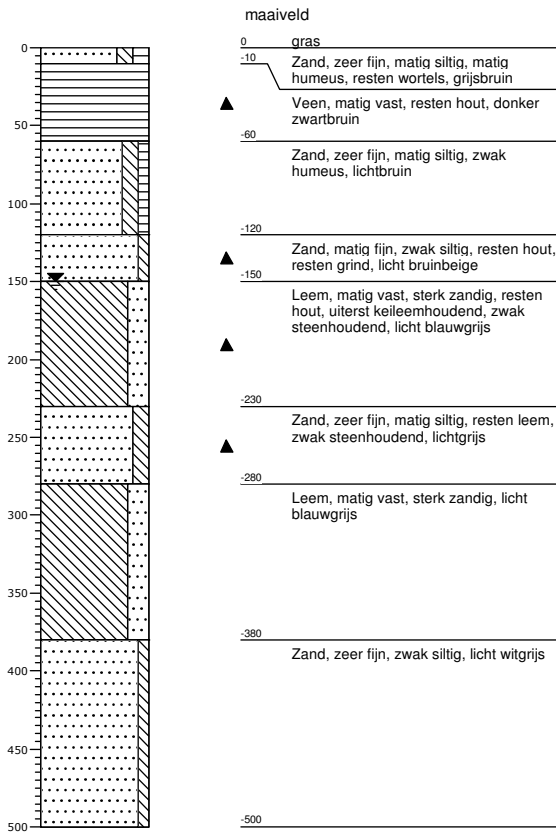 maaiveld
0
0
gras
-10
Zand, zeer fijn, matig siltig, matig
humeus, resten wortels, grijsbruin
Veen, matig vast, resten hout, donker
zwartbruin
50
-60
Zand, zeer fijn, matig siltig, zwak
humeus, lichtbruin
100
-120
Zand, matig fijn, zwak siltig, resten hout,
resten grind, licht bruinbeige
150
-150
Leem, matig vast, sterk zandig, resten
hout, uiterst keileemhoudend, zwak
steenhoudend, licht blauwgrijs
200
-230
Zand, zeer fijn, matig siltig, resten leem,
zwak steenhoudend, lichtgrijs
250
-280
Leem, matig vast, sterk zandig, licht
blauwgrijs
300
350
-380
Zand, zeer fijn, zwak siltig, licht witgrijs
400
450
500
-500